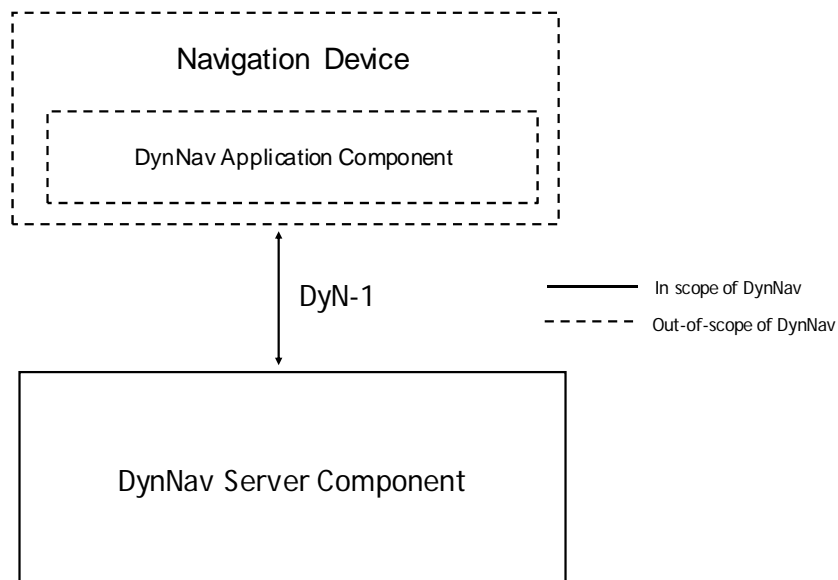 Navigation Device
DynNav Application Component
DyN-1
In scope of DynNav
Out-of-scope of DynNav
DynNav Server Component